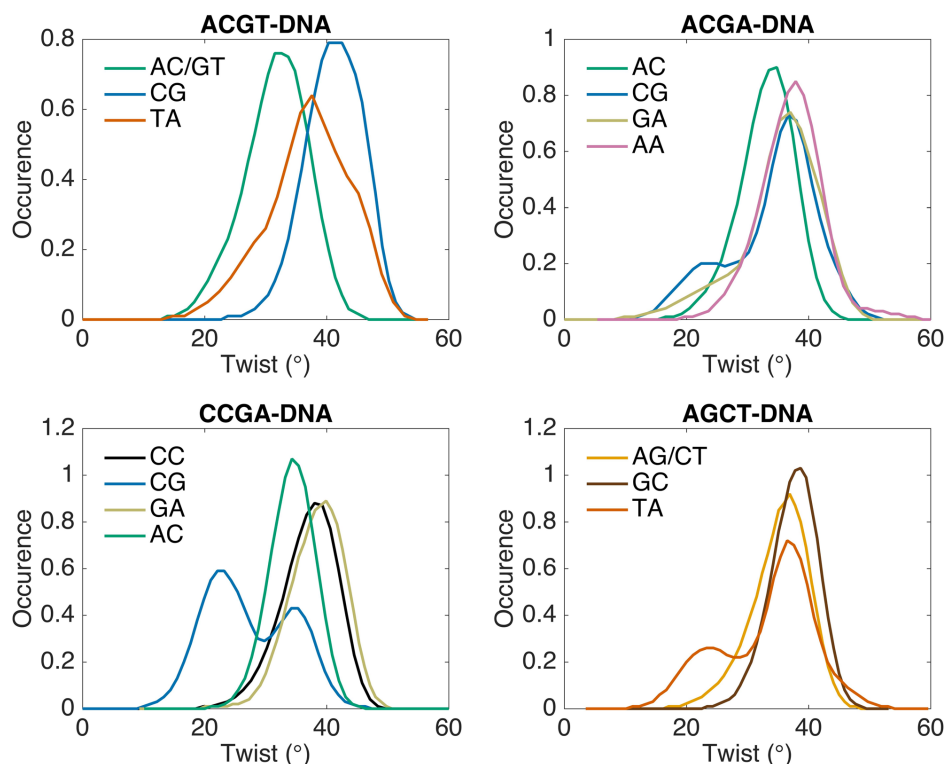 ACGT-DNA
0.8
0.6
0.4
0.2
0
Occurence
AC/GT
CG
TA
0 20 40 60
Twist (°)
ACGA-DNA
1
0.8
0.6
0.4
0.2
0
Occurence
AC
CG
GA
AA
0 20 40 60
Twist (°)
CCGA-DNA
1.2
1
0.8
0.6
0.4
0.2
0
Occurence
CC
CG
GA
AC
0 20 40 60
Twist (°)
AGCT-DNA
1.2
1
0.8
0.6
0.4
0.2
0
Occurence
AG/CT
GC
TA
0 20 40 60
Twist (°)